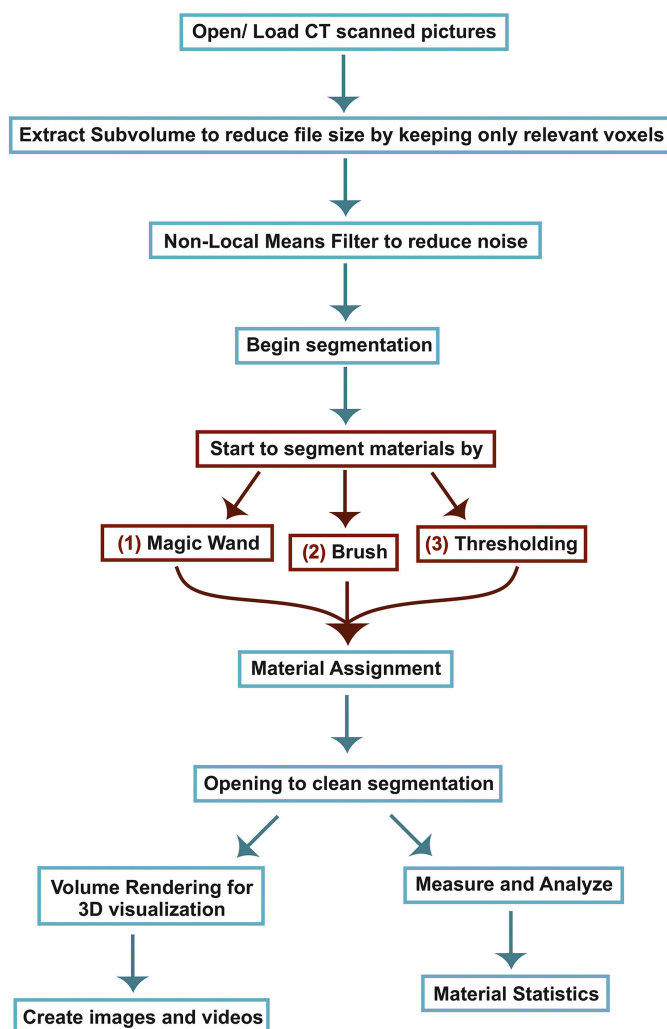 Open/ Load CT scanned pictures
Extract Subvolume to reduce file size by keeping only relevant voxels
Non-Local Means Filter to reduce noise
Begin segmentation
Start to segment materials by
(1) Magic Wand
(2) Brush
(3) Thresholding
Material Assignment
Opening to clean segmentation
Volume Rendering for
3D visualization
Measure and Analyze
Create images and videos
Material Statistics